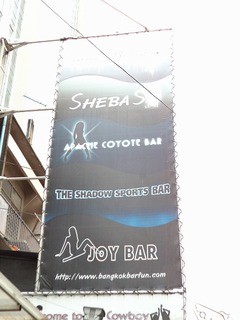 SHEBA'S
APACHE COYOTE BAR
THE SHADOW SPORTS BAR
JOY BAR
http://www.bangkokbarfun.com
Cowboy